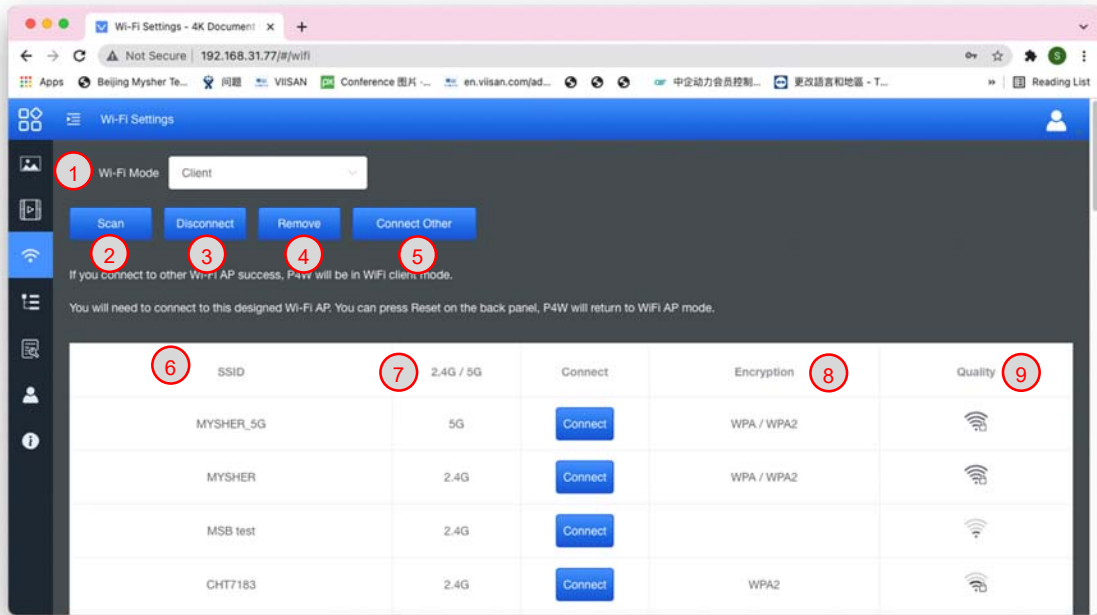 Wi-Fi Settings - 4K Document
Not Secure 192.168.31.77/#/wifi
Apps Beijing Mysher Te... 问题 VIISAN Conference 图片 -... en.viisan.com/ad... 中企动力会员控制... 更改語言和地區 - T... » Reading List
Wi-Fi Settings
1 Wi-Fi Mode Client
Scan Disconnect Remove Connect Other
2 3 4 5
If you connect to other Wi-Fi AP success, P4W will be in WiFi client mode.
You will need to connect to this designed Wi-Fi AP. You can press Reset on the back panel, P4W will return to WiFi AP mode.
6 SSID 7 2.4G / 5G Connect Encryption 8 Quality 9
MYSHER_5G 5G Connect WPA / WPA2
MYSHER 2.4G Connect WPA / WPA2
MSB test 2.4G Connect
CHT7183 2.4G Connect WPA2